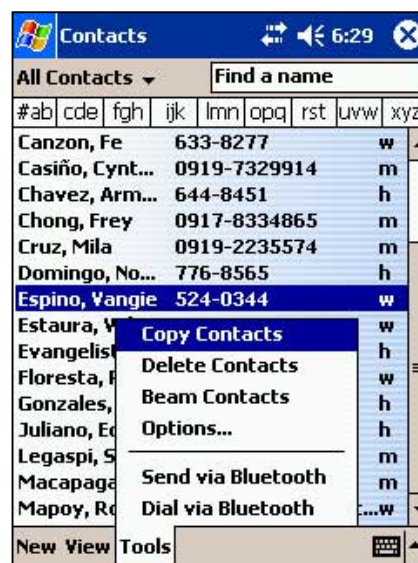 Contacts 6:29
All Contacts Find a name
#ab cde fgh ijk lmn opq rst uvw xyz
Canzon, Fe 633-8277 w
Casiño, Cynt... 0919-7329914 m
Chavez, Arm... 644-8451 h
Chong, Frey 0917-8334865 m
Cruz, Mila 0919-2235574 m
Domingo, No... 776-8565 h
Espino, Vangie 524-0344 w
Estaura, w
Copy Contacts
Evangelist h
Delete Contacts
Floresta, w
Beam Contacts
Gonzales, h
Options...
Juliano, h
Legaspi, S m
Send via Bluetooth
Macapaga m
Dial via Bluetooth
Mapoy, Ro ...w
New View Tools